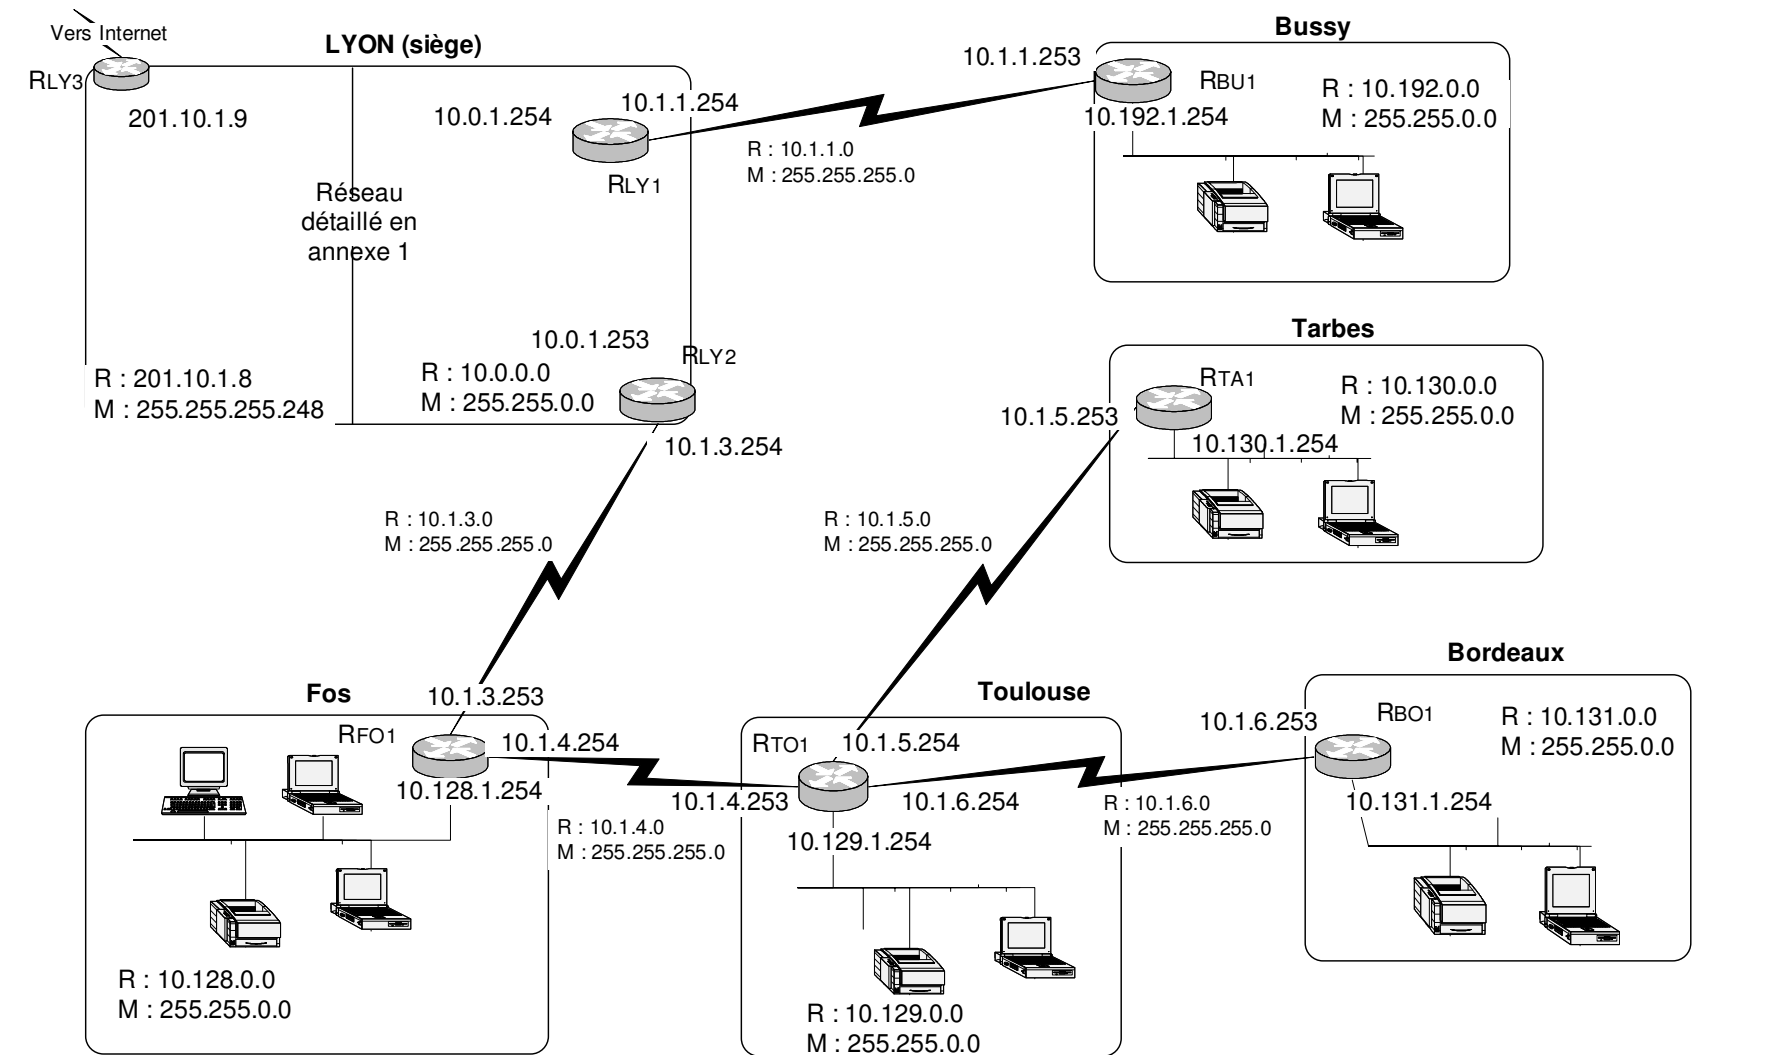 Vers Internet
LYON (siège)
RLY3
201.10.1.9
10.0.1.254
10.1.1.254
RLY1
Réseau
détaillé en
annexe 1
10.0.1.253
RLY2
R : 201.10.1.8
M : 255.255.255.248
R : 10.0.0.0
M : 255.255.0.0
10.1.3.254
R : 10.1.1.0
M : 255.255.255.0
Bussy
10.1.1.253
RBU1
10.192.1.254
R : 10.192.0.0
M : 255.255.0.0
Tarbes
RTA1
10.1.5.253
R : 10.130.0.0
M : 255.255.0.0
10.130.1.254
R : 10.1.3.0
M : 255.255.255.0
R : 10.1.5.0
M : 255.255.255.0
Fos
10.1.3.253
RFO1
10.1.4.254
10.128.1.254
R : 10.128.0.0
M : 255.255.0.0
R : 10.1.4.0
M : 255.255.255.0
Toulouse
RTO1
10.1.5.254
10.1.4.253
10.1.6.254
10.129.1.254
R : 10.129.0.0
M : 255.255.0.0
R : 10.1.6.0
M : 255.255.255.0
Bordeaux
10.1.6.253
RBO1
R : 10.131.0.0
M : 255.255.0.0
10.131.1.254